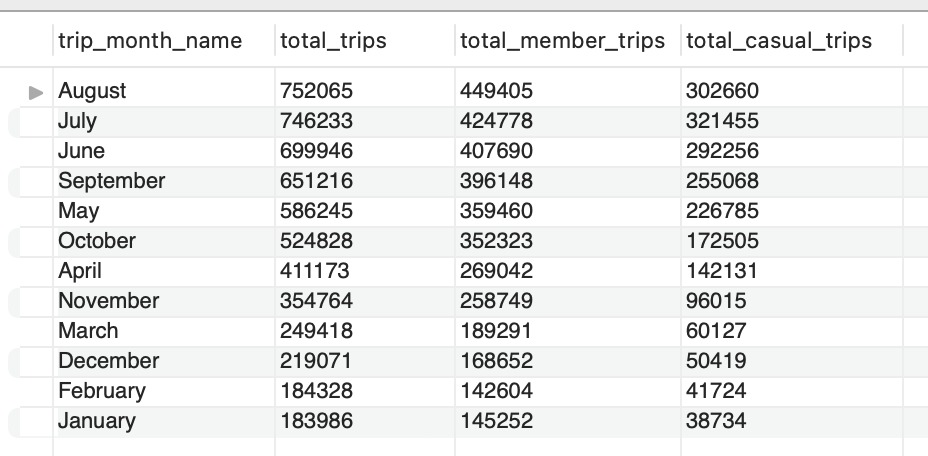 trip_month_name total_trips total_member_trips total_casual_trips
August 752065 449405 302660
July 746233 424778 321455
June 699946 407690 292256
September 651216 396148 255068
May 586245 359460 226785
October 524828 352323 172505
April 411173 269042 142131
November 354764 258749 96015
March 249418 189291 60127
December 219071 168652 50419
February 184328 142604 41724
January 183986 145252 38734